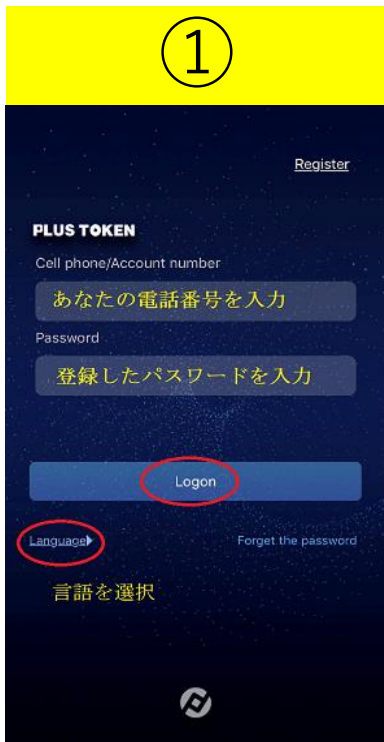 ①
Register
PLUS TOKEN
Cell phone/Account number
あなたの電話番号を入力
Password
登録したパスワードを入力
Logon
Language
Forget the password
言語を選択